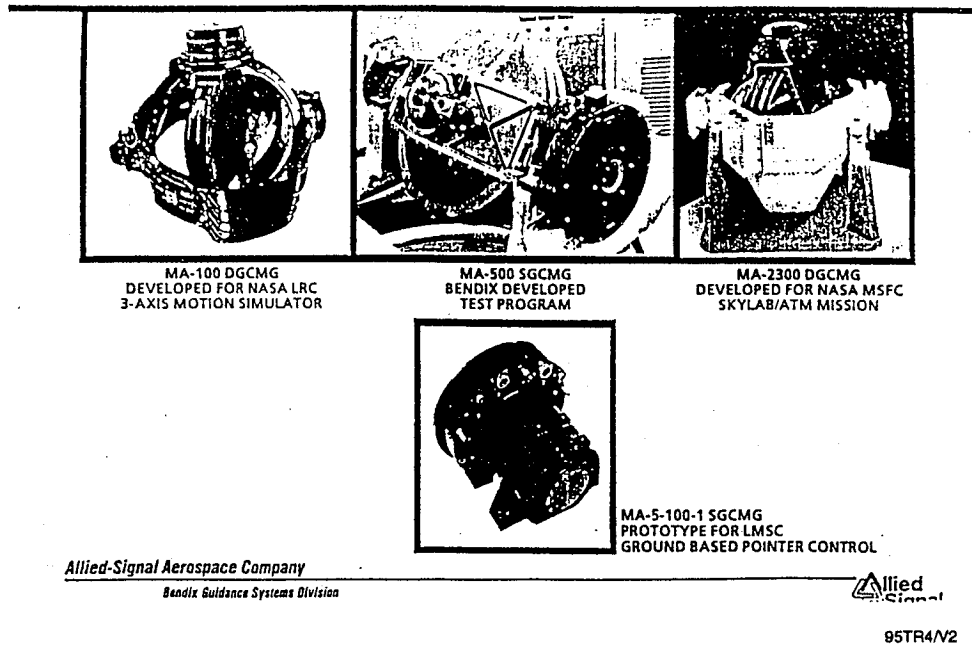 MA-100 DGCMG
DEVELOPED FOR NASA LRC
3-AXIS MOTION SIMULATOR
MA-500 SGCMG
BENDIX DEVELOPED
TEST PROGRAM
MA-2300 DGCMG
DEVELOPED FOR NASA MSFC
SKYLAB/ATM MISSION
MA-5-100-1 SGCMG
PROTOTYPE FOR LMSC
GROUND BASED POINTER CONTROL
Allied-Signal Aerospace Company
Bendix Guidance Systems Division
Allied
Signal
95TR4/V2